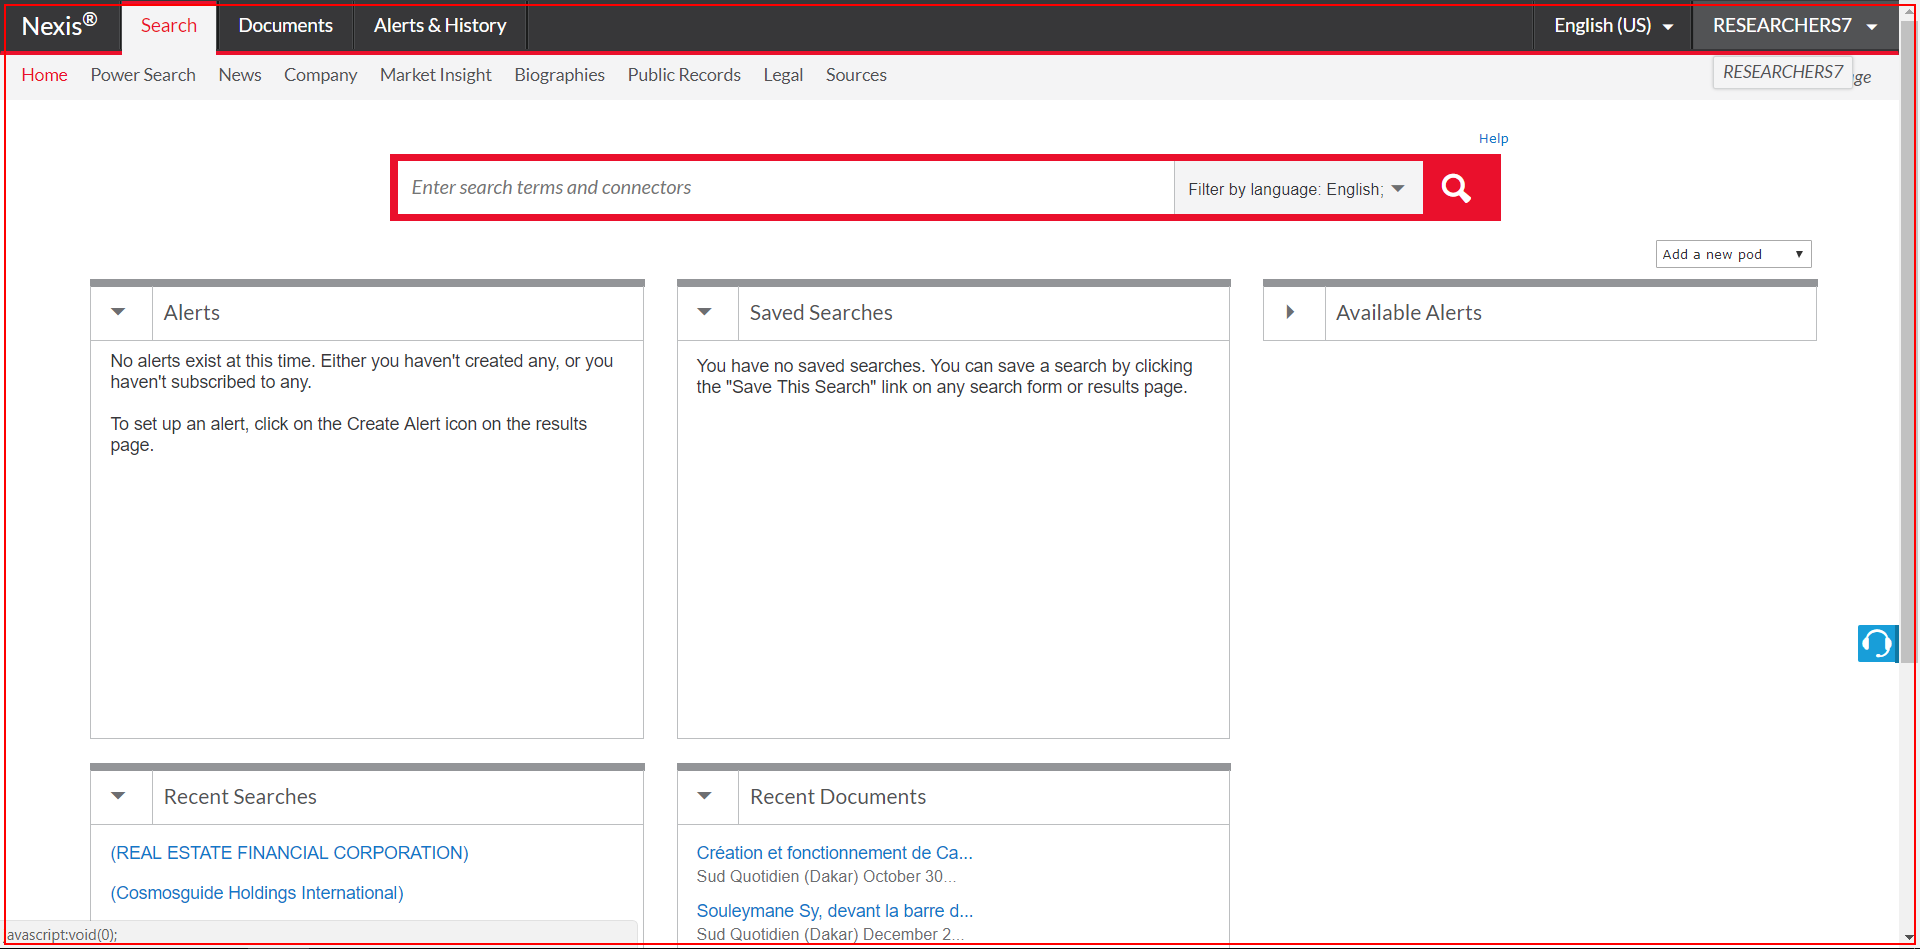 Nexis®
Search
Documents
Alerts & History
English (US)
RESEARCHERS7
Home
Power Search
News
Company
Market Insight
Biographies
Public Records
Legal
Sources
RESEARCHERS7
ge
Help
Enter search terms and connectors
Filter by language: English;
Add a new pod
Alerts
No alerts exist at this time. Either you haven't created any, or you
haven't subscribed to any.
To set up an alert, click on the Create Alert icon on the results
page.
Saved Searches
You have no saved searches. You can save a search by clicking
the "Save This Search" link on any search form or results page.
Available Alerts
Recent Searches
(REAL ESTATE FINANCIAL CORPORATION)
(Cosmosguide Holdings International)
Recent Documents
Création et fonctionnement de Ca...
Sud Quotidien (Dakar) October 30...
Souleymane Sy, devant la barre d...
Sud Quotidien (Dakar) December 2...
avascript:void(0);